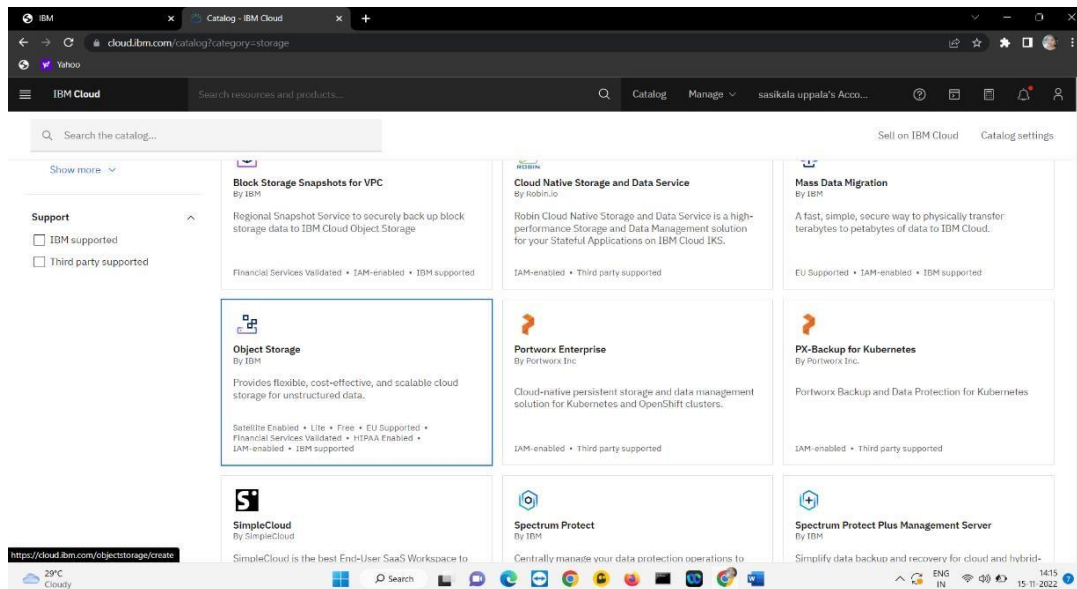 IBM
Catalog - IBM Cloud
cloud.ibm.com/catalog?category=storage
Yahoo
IBM Cloud
Search resources and products...
Catalog
Manage
sasikala uppala's Acco...
Search the catalog...
Sell on IBM Cloud
Catalog settings
Show more
Support
IBM supported
Third party supported
Block Storage Snapshots for VPC
By IBM
Regional Snapshot Service to securely back up block
storage data to IBM Cloud Object Storage
Financial Services Validated • IAM-enabled • IBM supported
ROBIN
Cloud Native Storage and Data Service
By Robin.io
Robin Cloud Native Storage and Data Service is a high-
performance Storage and Data Management solution
for your Stateful Applications on IBM Cloud IKS.
IAM-enabled • Third party supported
Mass Data Migration
By IBM
A fast, simple, secure way to physically transfer
terabytes to petabytes of data to IBM Cloud.
EU Supported • IAM-enabled • IBM supported
Object Storage
By IBM
Provides flexible, cost-effective, and scalable cloud
storage for unstructured data.
Satellite Enabled • Lite • Free • EU Supported •
Financial Services Validated • HIPAA Enabled •
IAM-enabled • IBM supported
Portworx Enterprise
By Portworx Inc
Cloud-native persistent storage and data management
solution for Kubernetes and OpenShift clusters.
IAM-enabled • Third party supported
PX-Backup for Kubernetes
By Portworx Inc.
Portworx Backup and Data Protection for Kubernetes
IAM-enabled • Third party supported
SimpleCloud
By SimpleCloud
SimpleCloud is the best End-User SaaS Workspace to
Spectrum Protect
By IBM
Centrally manage your data protection operations to
Spectrum Protect Plus Management Server
By IBM
Simplify data backup and recovery for cloud and hybrid-
https://cloud.ibm.com/objectstorage/create
29°C
Cloudy
Search
ENG
IN
14:15
15-11-2022